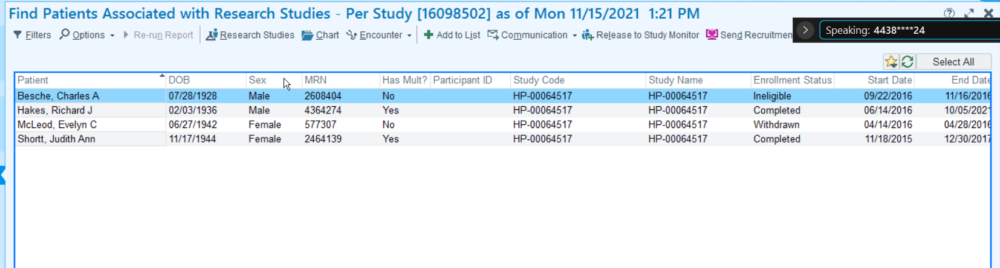 Find Patients Associated with Research Studies - Per Study [16098502] as of Mon 11/15/2021 1:21 PM
Filters Options Re-run Report Research Studies Chart Encounter Add to List Communication Release to Study Monitor Send Recruitmen
Speaking: 4438****24
Select All
Patient DOB Sex MRN Has Mult? Participant ID Study Code Study Name Enrollment Status Start Date End Date
Besche, Charles A 07/28/1928 Male 2608404 No HP-00064517 HP-00064517 Ineligible 09/22/2016 11/16/2016
Hakes, Richard J 02/03/1936 Male 4364274 Yes HP-00064517 HP-00064517 Completed 06/14/2016 10/05/2021
McLeod, Evelyn C 06/27/1942 Female 577307 No HP-00064517 HP-00064517 Withdrawn 04/14/2016 04/28/2016
Shortt, Judith Ann 11/17/1944 Female 2464139 Yes HP-00064517 HP-00064517 Completed 11/18/2015 12/30/2017